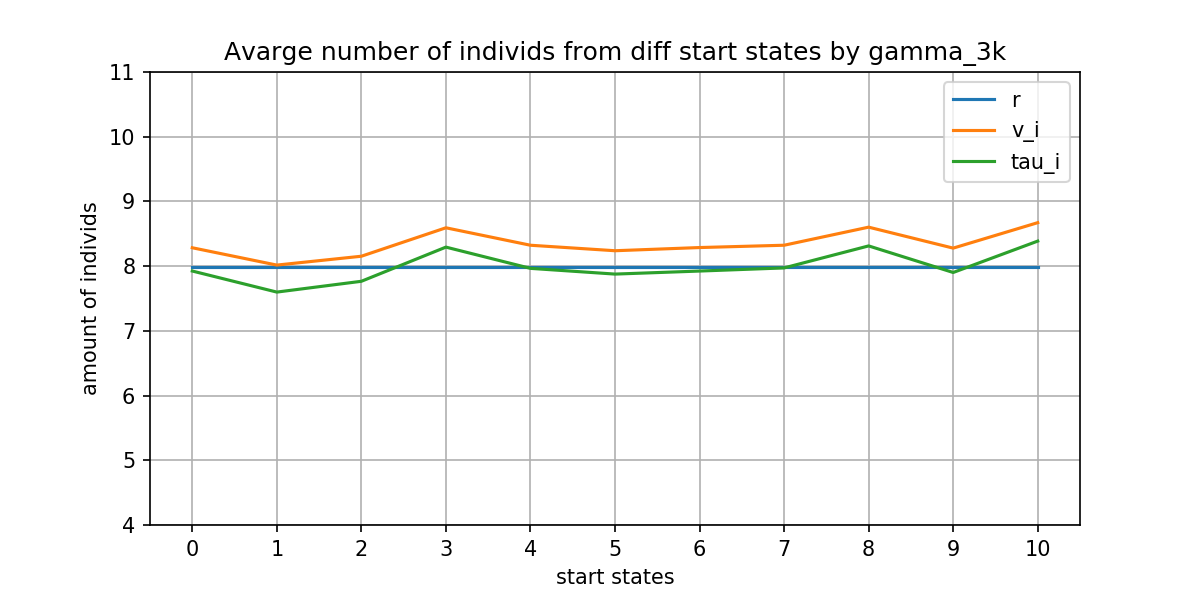 Avarge number of individs from diff start states by gamma_3k
11
10
9
8
7
6
5
4
amount of individs
r
v_i
tau_i
0 1 2 3 4 5 6 7 8 9 10
start states